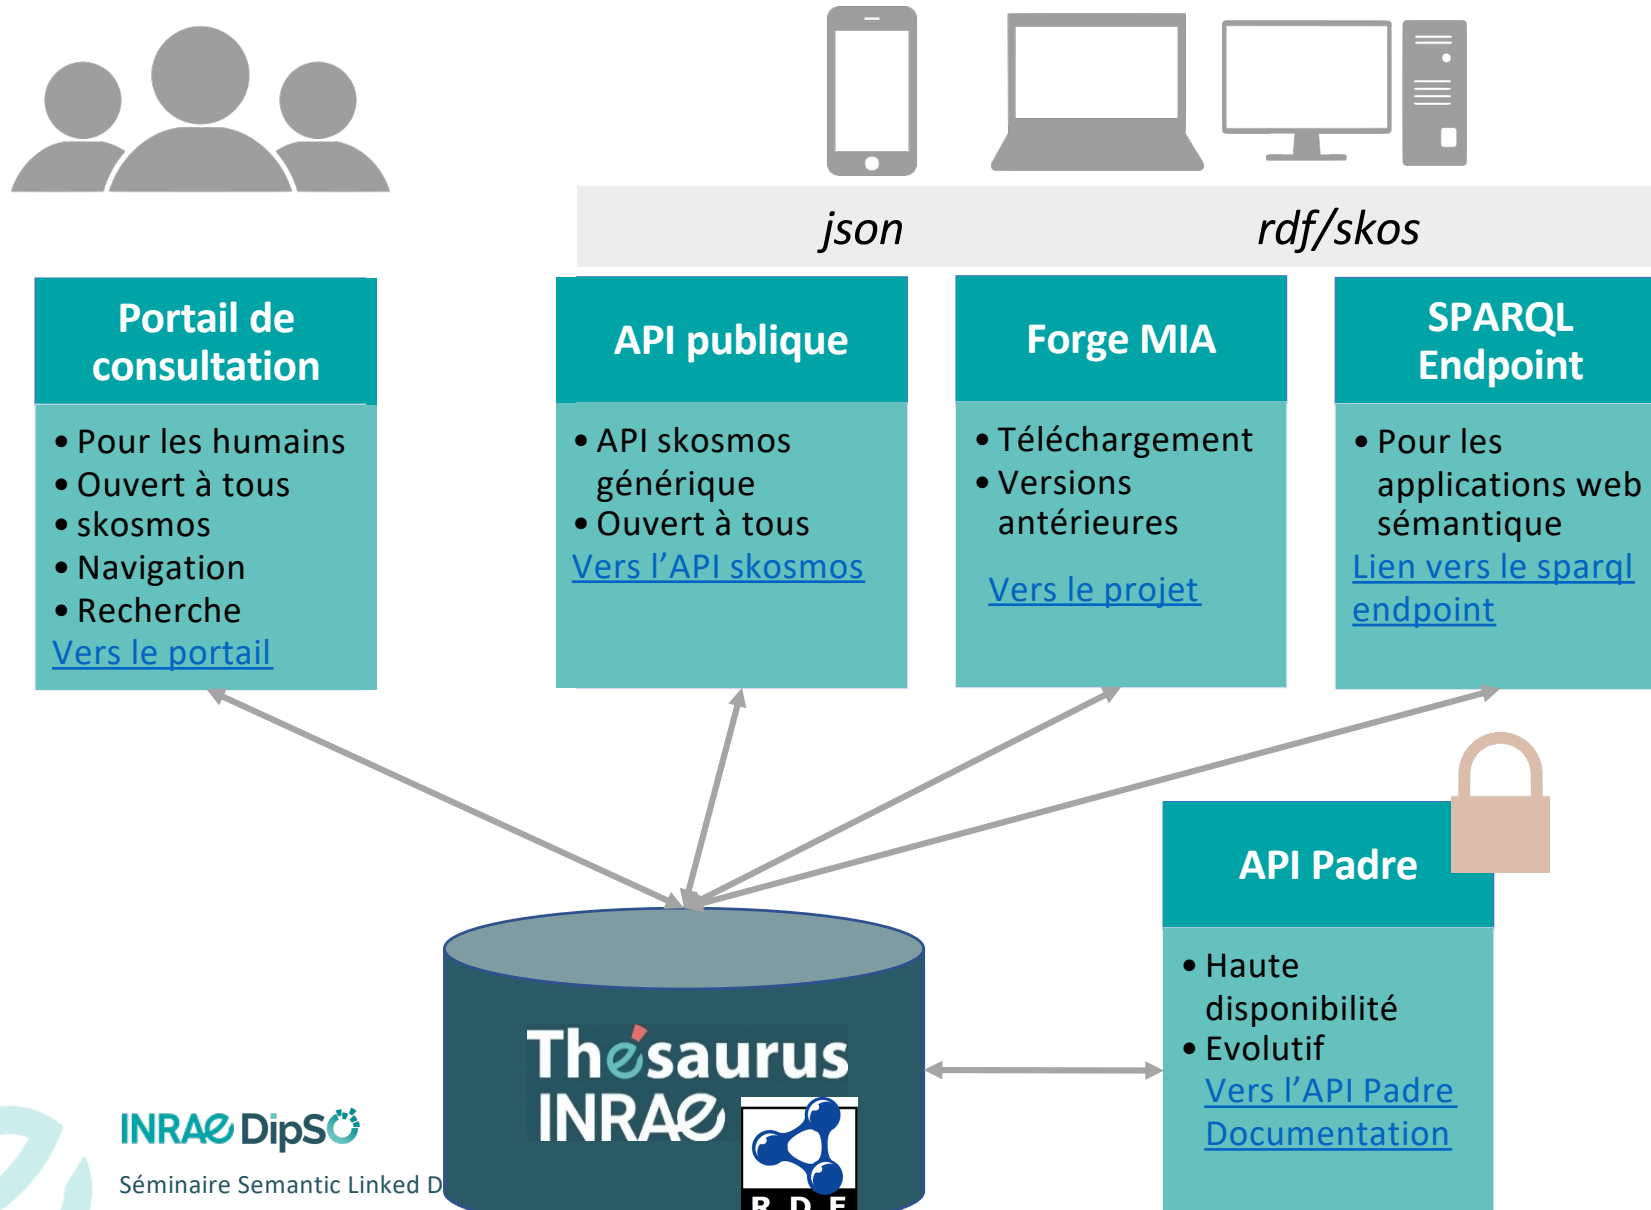 json
rdf/skos
Portail de
consultation
• Pour les humains
• Ouvert à tous
• skosmos
• Navigation
• Recherche
Vers le portail
API publique
• API skosmos
générique
• Ouvert à tous
Vers l’API skosmos
Forge MIA
• Téléchargement
• Versions
antérieures
Vers le projet
SPARQL
Endpoint
• Pour les
applications web
sémantique
Lien vers le sparql
endpoint
API Padre
• Haute
disponibilité
• Evolutif
Vers l’API Padre
Documentation
Thésaurus
INRAE
RDF
INRAE DipSO
Séminaire Semantic Linked D